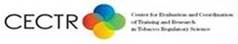 CECTR
Center for Evaluation and Coordination
of Training and Research
in Tobacco Regulatory Science